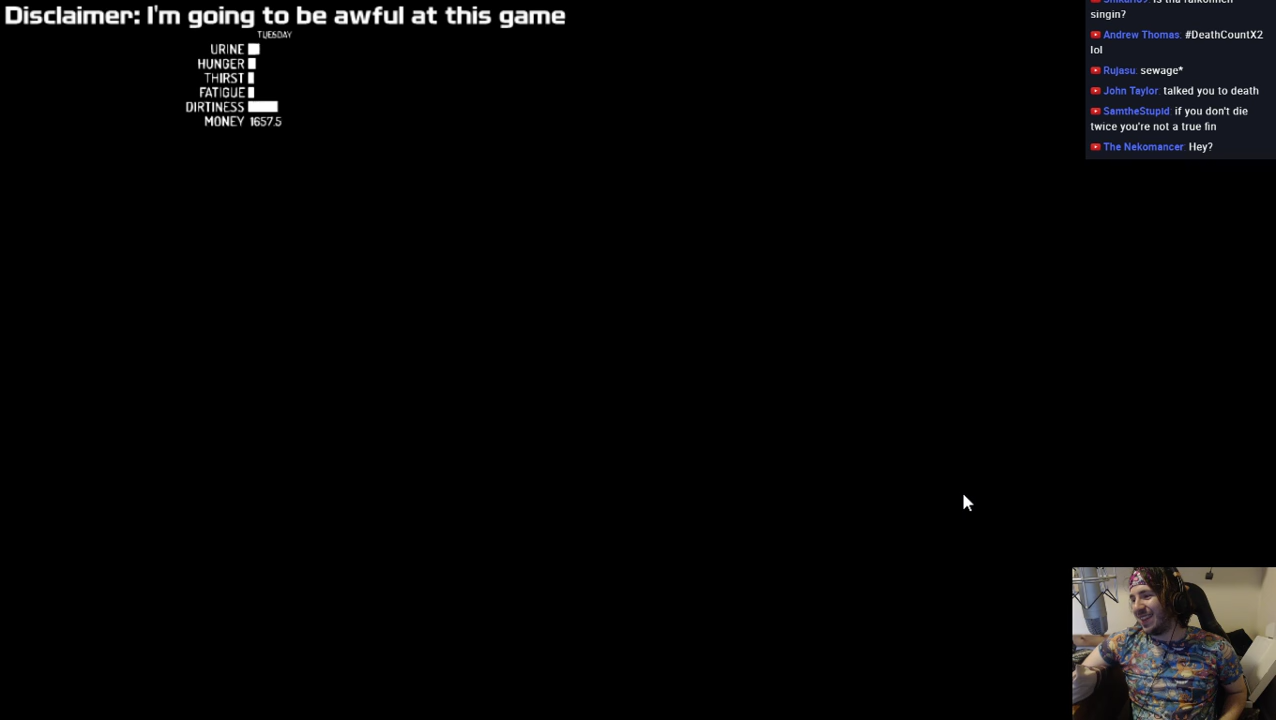 Disclaimer: I'm going to be awful at this game
TUESDAY
URINE
HUNGER
THIRST
FATIGUE
DIRTINESS
MONEY 1657.5
singin?
Andrew Thomas: #DeathCountX2
lol
Rujasu: sewage*
John Taylor: talked you to death
SamtheStupid: if you don't die
twice you're not a true fin
The Nekomancer: Hey?